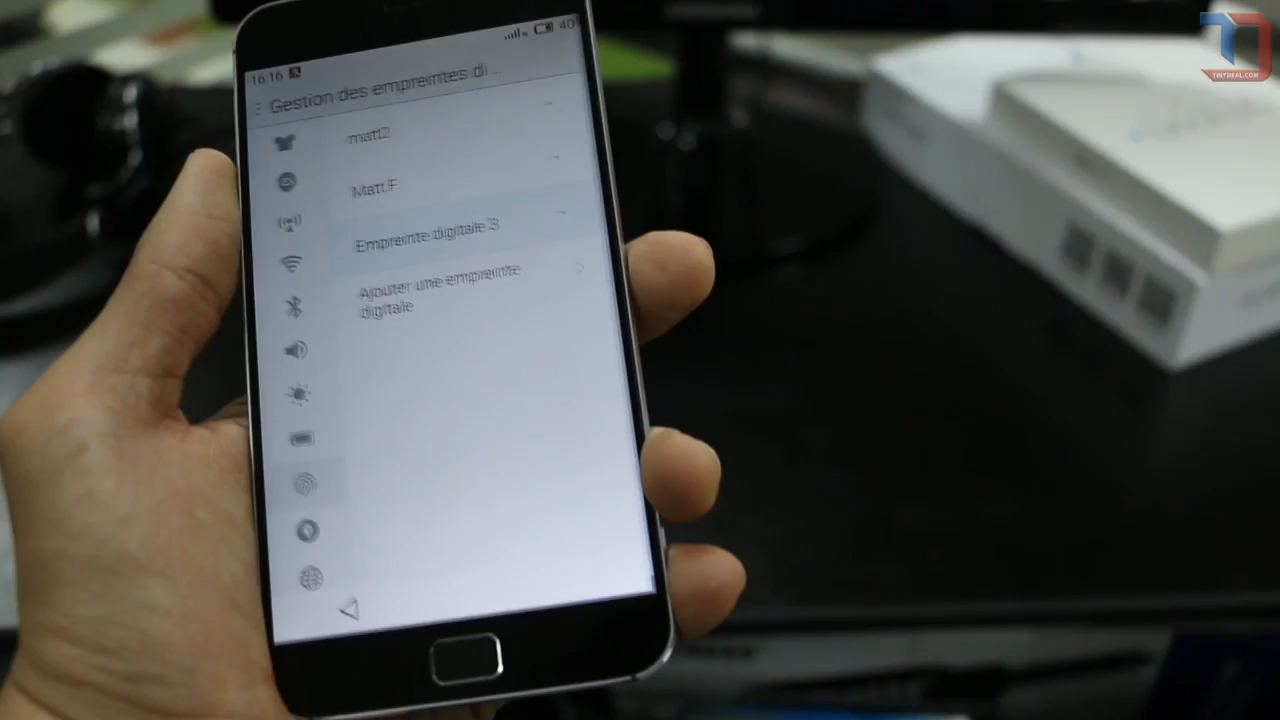 16:16
40
Gestion des empreintes di...
matt2
Matt.F
Empreinte digitale 3
Ajouter une empreinte
digitale
TINYDEAL.COM